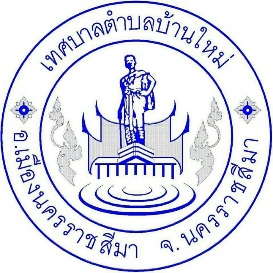 เทศบาลตำบลบ้านใหม่
อ.เมืองนครราชสีมา จ.นครราชสีมา